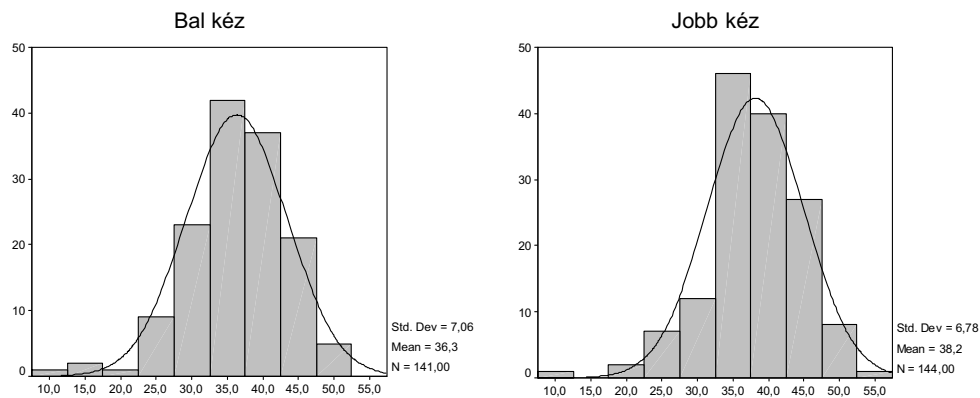 Bal kéz
50
40
30
20
10
0
10,0 15,0 20,0 25,0 30,0 35,0 40,0 45,0 50,0 55,0
Std. Dev = 7,06
Mean = 36,3
N = 141,00
Jobb kéz
50
40
30
20
10
0
10,0 15,0 20,0 25,0 30,0 35,0 40,0 45,0 50,0 55,0
Std. Dev = 6,78
Mean = 38,2
N = 144,00